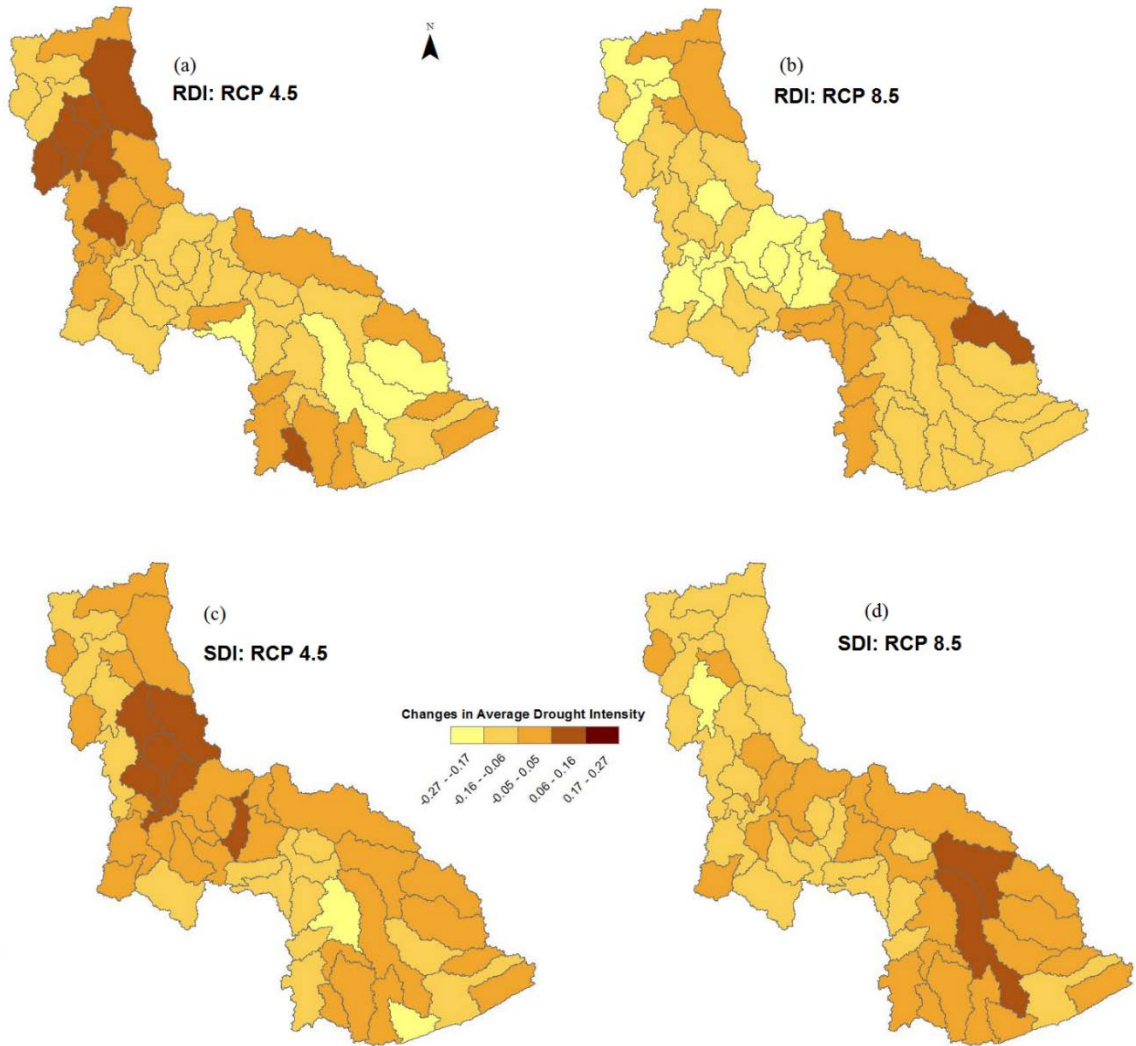 N
(a)
RDI: RCP 4.5
(b)
RDI: RCP 8.5
(c)
SDI: RCP 4.5
(d)
SDI: RCP 8.5
Changes in Average Drought Intensity
-0.27 - -0.17
-0.16 - -0.06
-0.05 - 0.05
0.06 - 0.16
0.17 - 0.27